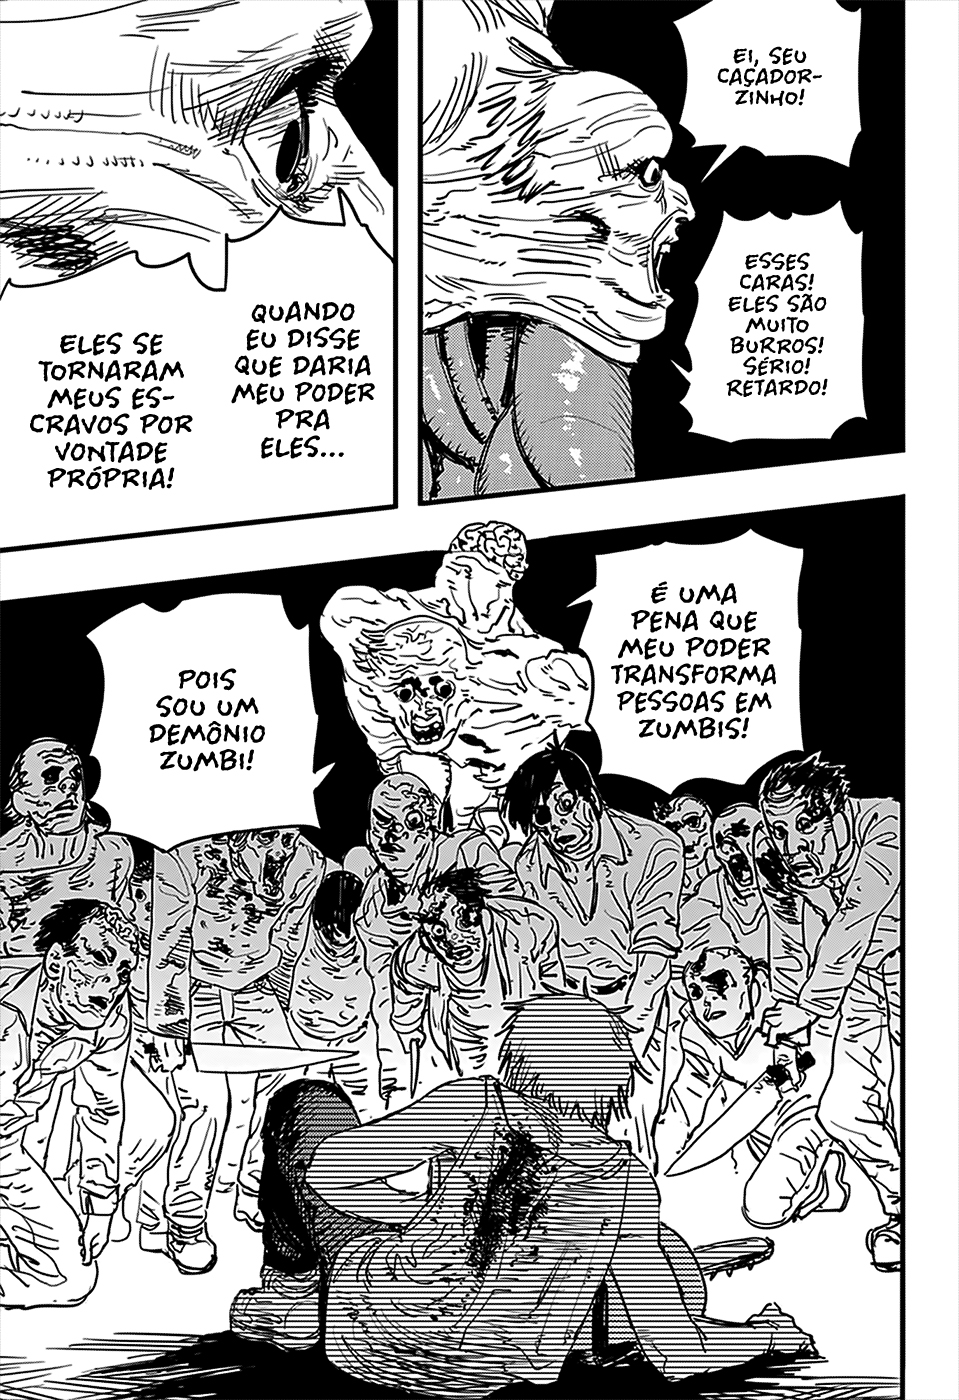 EI, SEU
CAÇADOR-
ZINHO!
ESSES
CARAS!
ELES SÃO
MUITO
BURROS!
SÉRIO!
RETARDO!
QUANDO
EU DISSE
QUE DARIA
MEU PODER
PRA
ELES...
ELES SE
TORNARAM
MEUS ES-
CRAVOS POR
VONTADE
PRÓPRIA!
É UMA
PENA QUE
MEU PODER
TRANSFORMA
PESSOAS EM
ZUMBIS!
POIS
SOU UM
DEMÔNIO
ZUMBI!